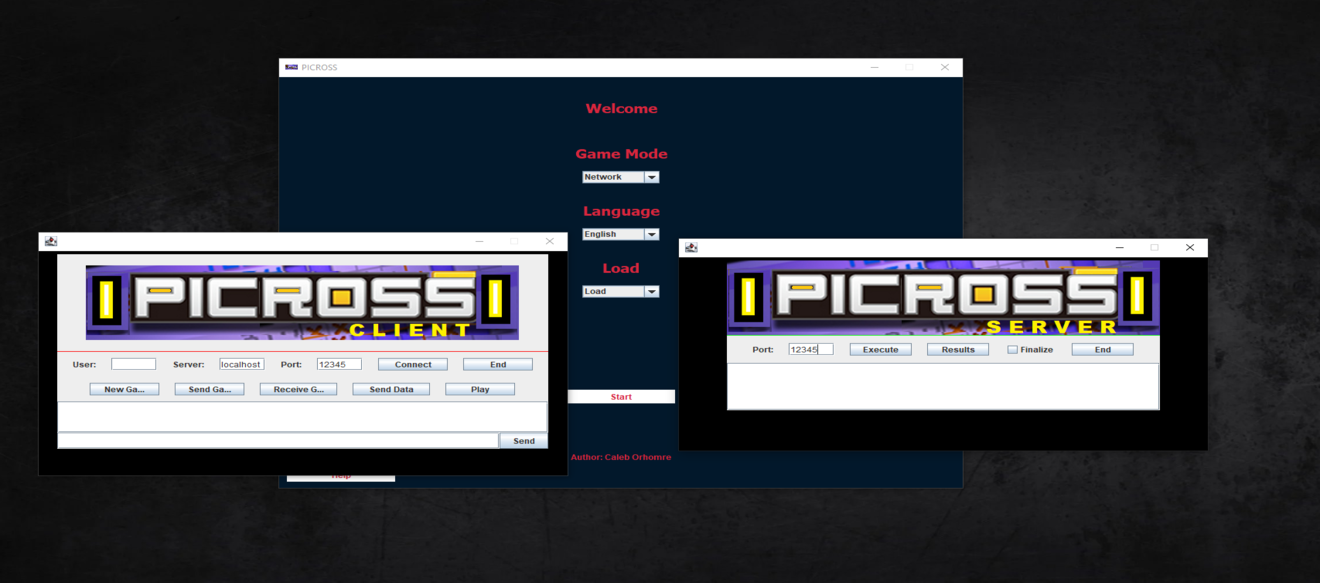 PICROSS
Welcome
Game Mode
Network
Language
English
Load
Load
Start
Author: Caleb Orhomre
Help
PICROSS
CLIENT
User: Server: localhost Port: 12345 Connect End
New Ga... Send Ga... Receive G... Send Data Play
Send
PICROSS
SERVER
Port: 12345 Execute Results Finalize End